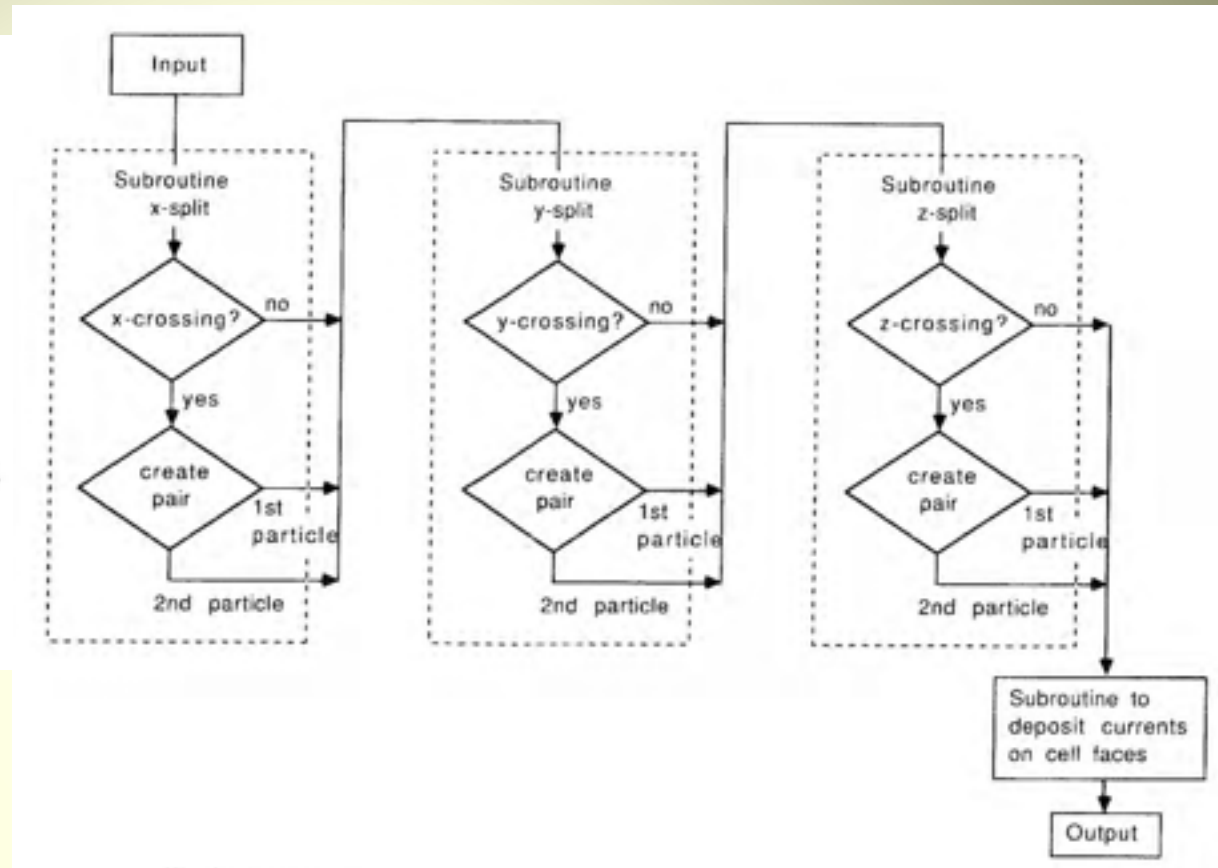 Input
Subroutine
x-split
x-crossing?
no
yes
create
pair
1st
particle
2nd particle
Subroutine
y-split
y-crossing?
no
yes
create
pair
1st
particle
2nd particle
Subroutine
z-split
z-crossing?
no
yes
create
pair
1st
particle
2nd particle
Subroutine to
deposit currents
on cell faces
Output